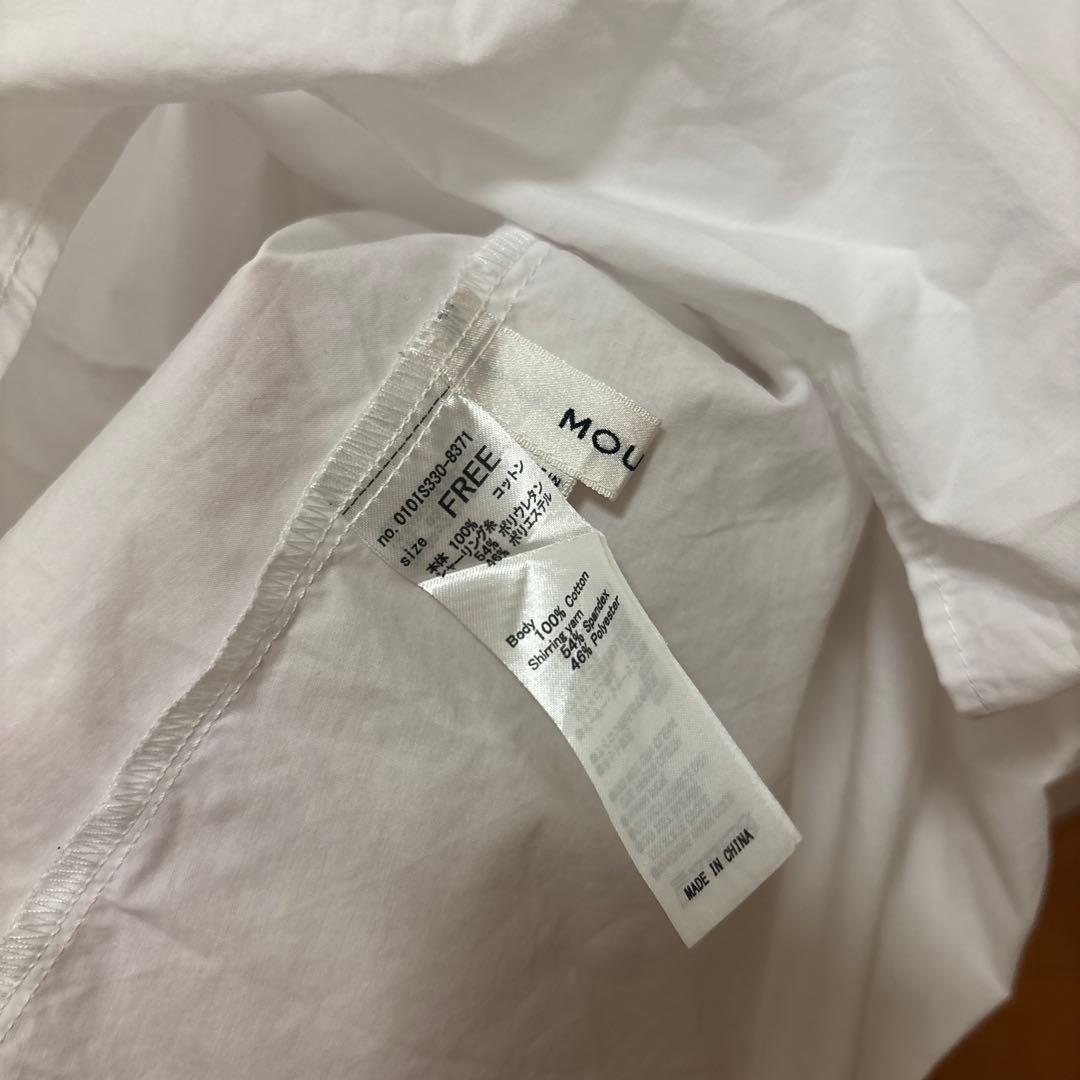 MOU
no. 010IS330-8371
size FREE
本体 100% コットン
シャーリング糸
54% ポリウレタン
46% ポリエステル
Body
100% Cotton
Shirring yarn
54% Spandex
46% Polyester
MADE IN CHINA